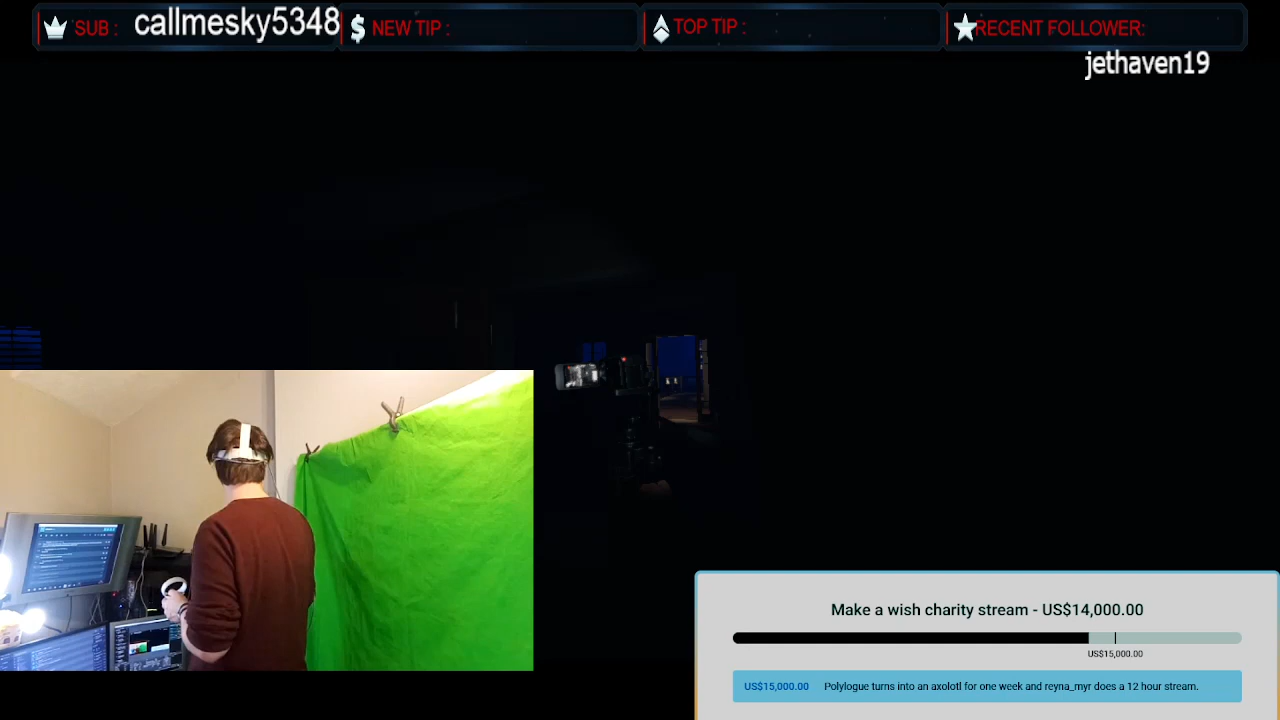 SUB : callmesky5348
NEW TIP :
TOP TIP :
RECENT FOLLOWER:
jethaven19
Make a wish charity stream - US$14,000.00
US$15,000.00
US$15,000.00 Polylogue turns into an axolotl for one week and reyna_myr does a 12 hour stream.